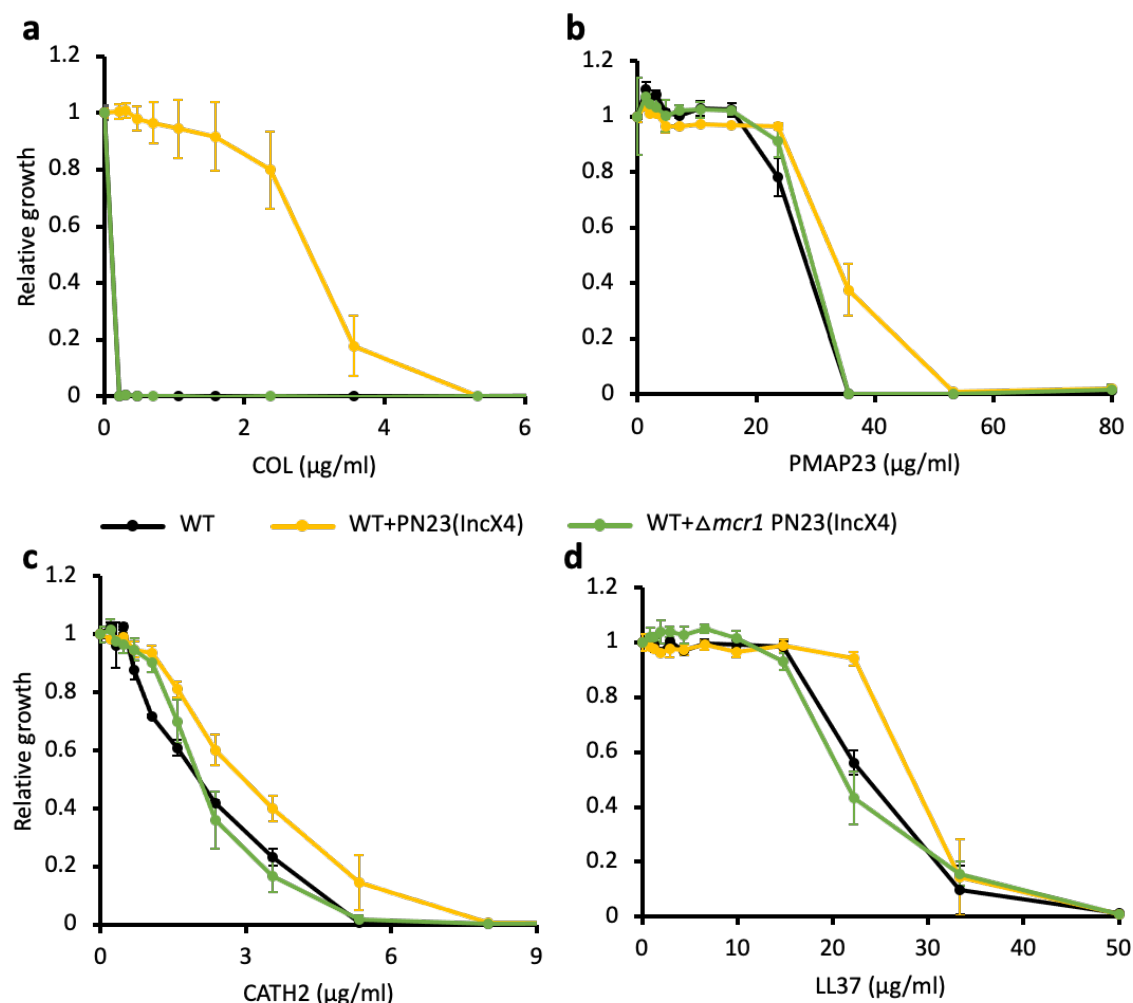 a
b
1.2
1
0.8
0.6
0.4
0.2
0
Relative growth
0 2 4 6
COL (µg/ml)
1.2
1
0.8
0.6
0.4
0.2
0
0 20 40 60 80
PMAP23 (µg/ml)
WT WT+PN23(IncX4) WT+Δmcr1 PN23(IncX4)
c
d
1.2
1
0.8
0.6
0.4
0.2
0
Relative growth
0 3 6 9
CATH2 (µg/ml)
1.2
1
0.8
0.6
0.4
0.2
0
0 10 20 30 40 50
LL37 (µg/ml)